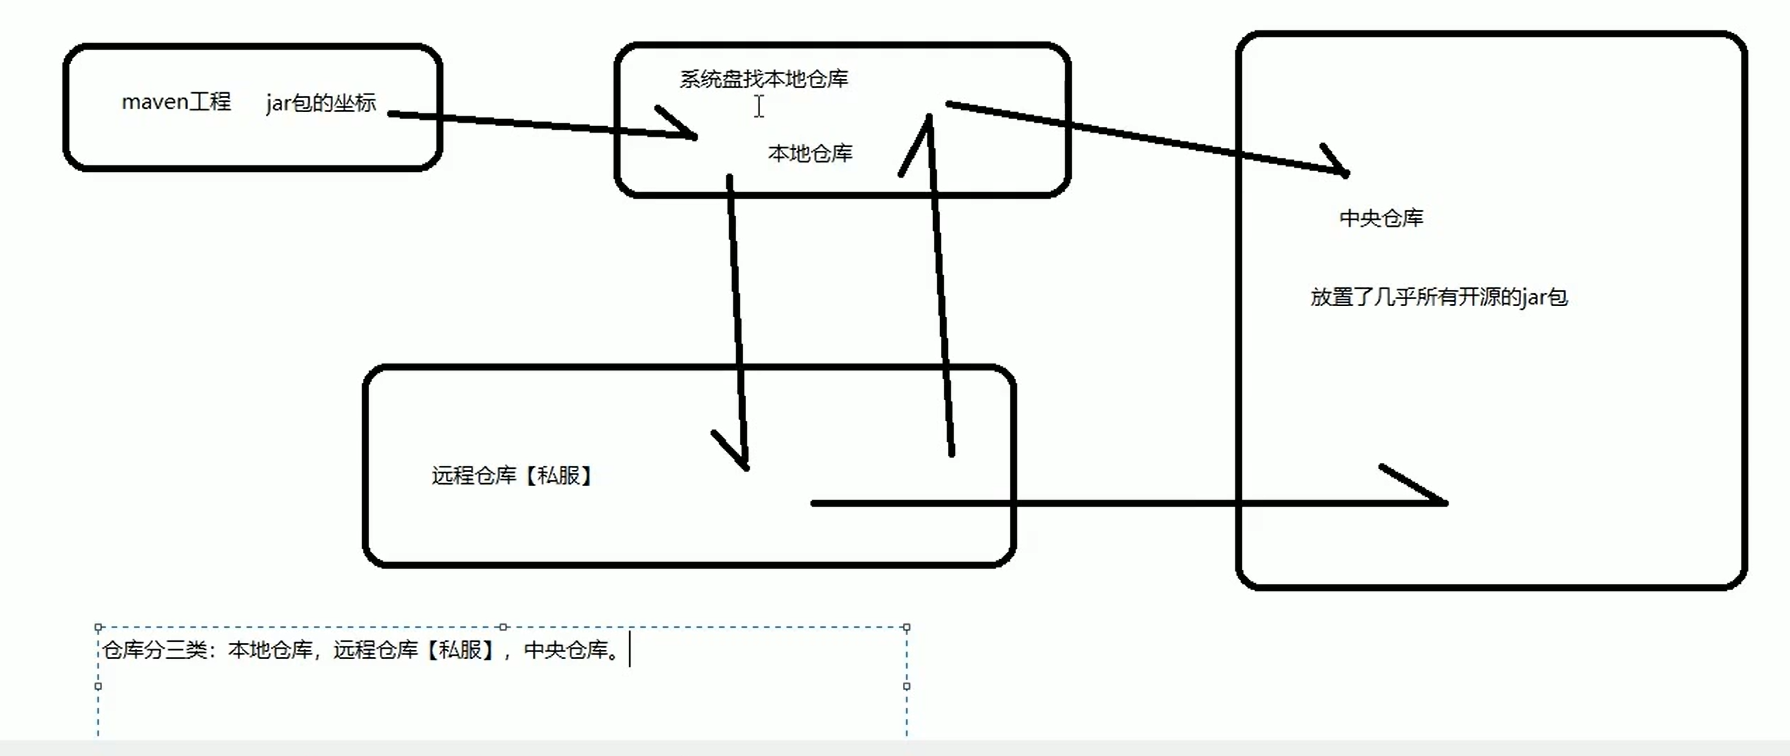 maven工程 jar包的坐标
系统盘找本地仓库
本地仓库
中央仓库
放置了几乎所有开源的jar包
远程仓库【私服】
仓库分三类：本地仓库，远程仓库【私服】，中央仓库。